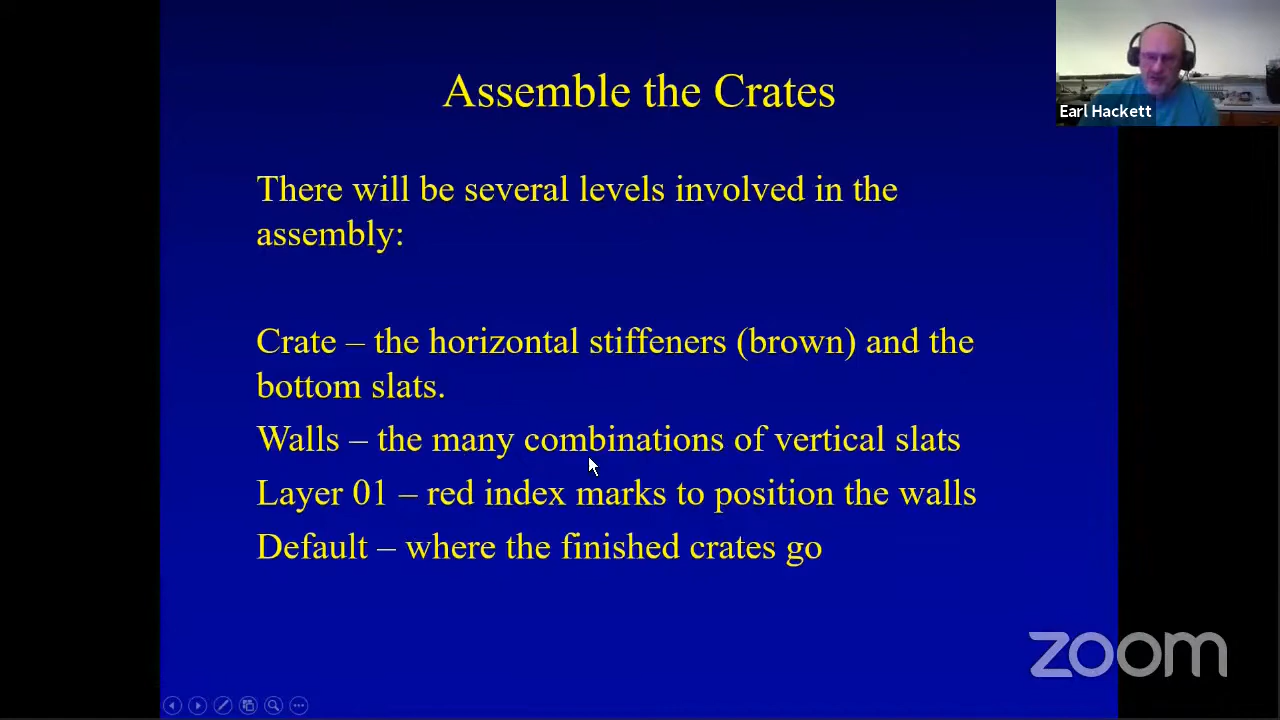 Assemble the Crates
Earl Hackett
There will be several levels involved in the
assembly:
Crate – the horizontal stiffeners (brown) and the
bottom slats.
Walls – the many combinations of vertical slats
Layer 01 – red index marks to position the walls
Default – where the finished crates go
zoom